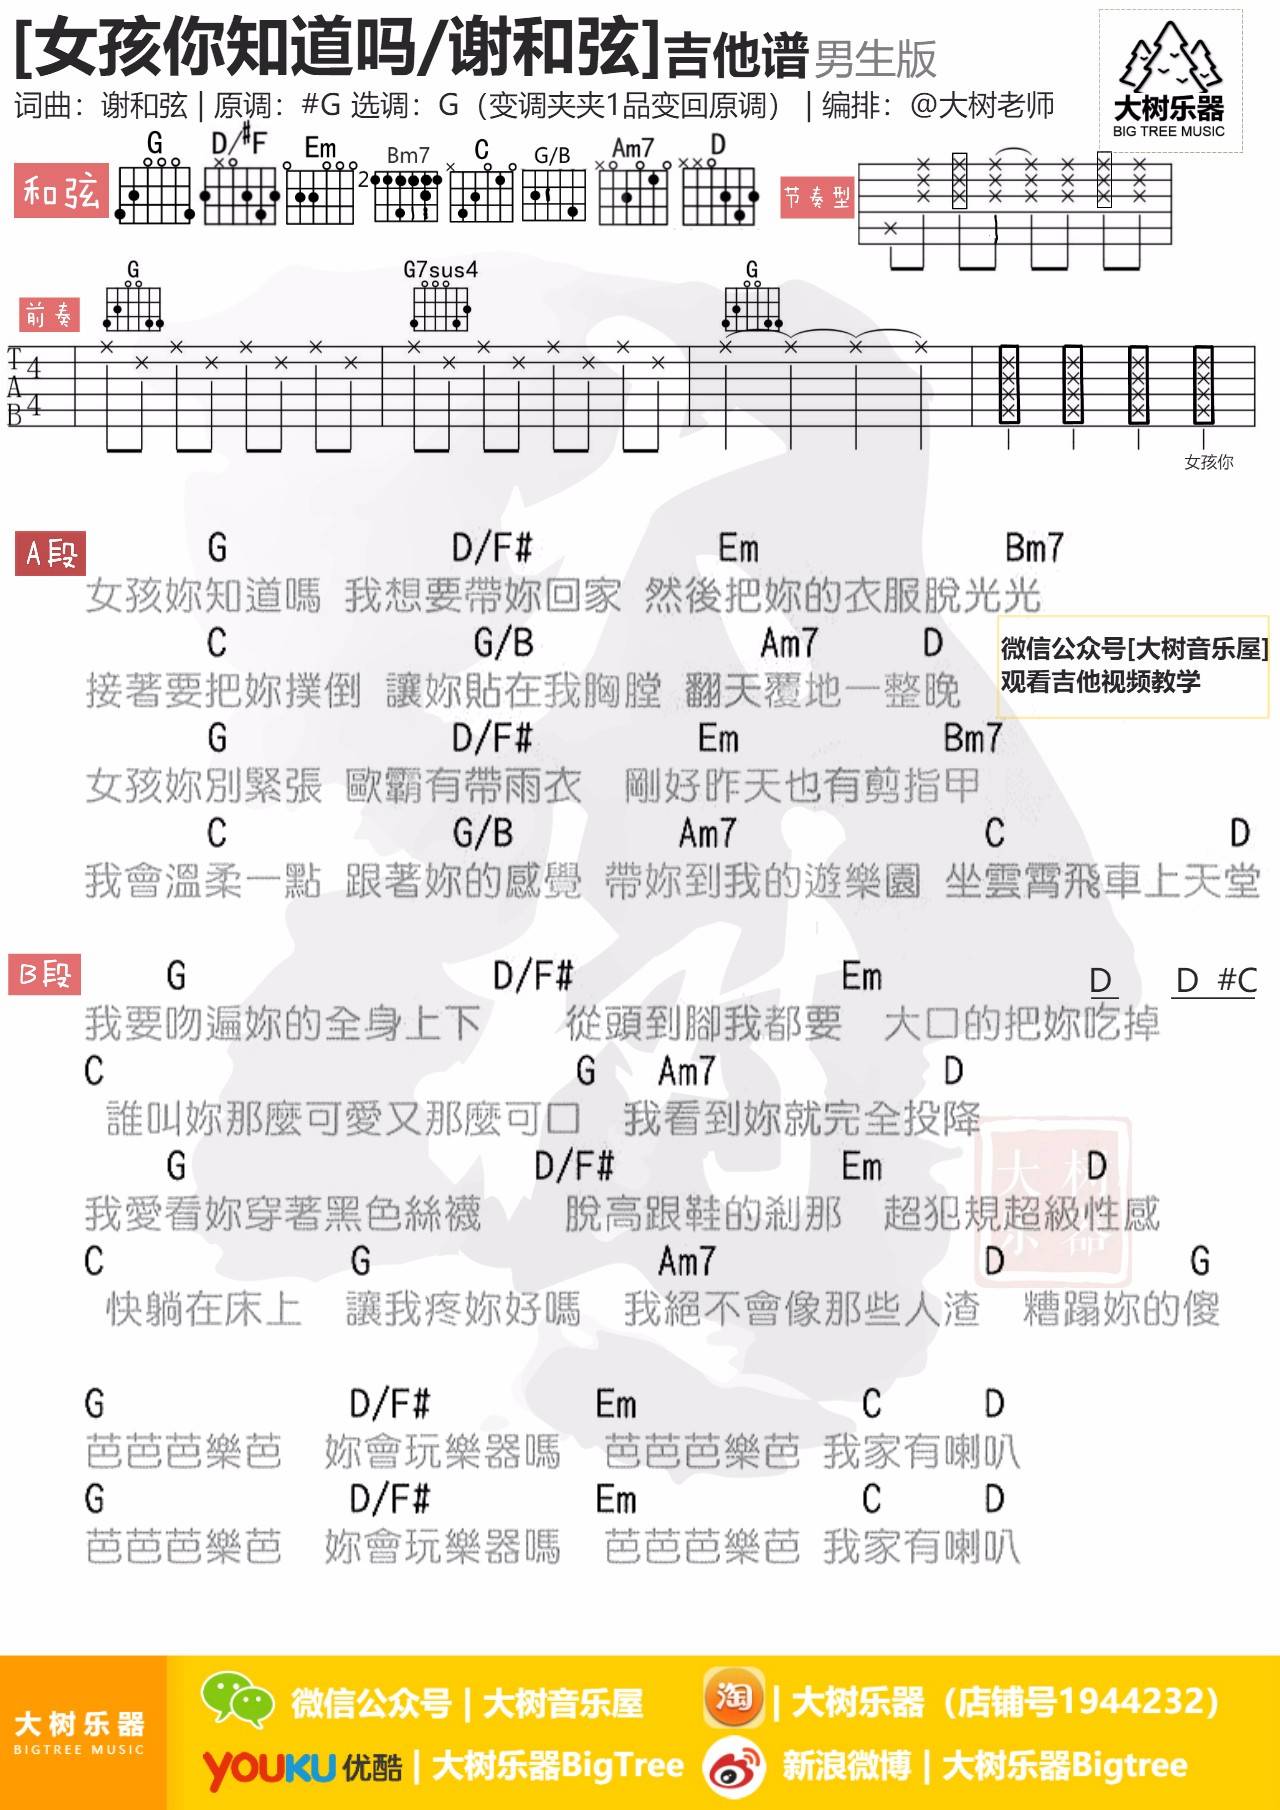 [女孩你知道吗/谢和弦]吉他谱 男生版
词曲：谢和弦 | 原调：#G 选调：G（变调夹夹1品变回原调） | 编排：@大树老师
大树乐器
BIG TREE MUSIC
和弦 G D/#F Em Bm7 C G/B Am7 D
2
节奏型
G G7sus4 G
前奏
T 4
A
B 4
女孩你
A段 G D/F# Em Bm7
女孩妳知道嗎 我想要帶妳回家 然後把妳的衣服脫光光
C G/B Am7 D
接著要把妳撲倒 讓妳貼在我胸膛 翻天覆地一整晚
微信公众号[大树音乐屋]
观看吉他视频教学
G D/F# Em Bm7
女孩妳別緊張 歐霸有帶雨衣 剛好昨天也有剪指甲
C G/B Am7 C D
我會溫柔一點 跟著妳的感覺 帶妳到我的遊樂園 坐雲霄飛車上天堂
B段 G D/F# Em D D #C
我要吻遍妳的全身上下 從頭到腳我都要 大口的把妳吃掉
C G Am7 D
誰叫妳那麼可愛又那麼可口 我看到妳就完全投降
G D/F# Em D
我愛看妳穿著黑色絲襪 脫高跟鞋的剎那 超犯規超級性感
C G Am7 D G
快躺在床上 讓我疼妳好嗎 我絕不會像那些人渣 糟蹋妳的傻
大树
乐器
G D/F# Em C D
芭芭芭樂芭 妳會玩樂器嗎 芭芭芭樂芭 我家有喇叭
G D/F# Em C D
芭芭芭樂芭 妳會玩樂器嗎 芭芭芭樂芭 我家有喇叭
大树乐器
BIGTREE MUSIC
微信公众号 | 大树音乐屋
淘 | 大树乐器（店铺号1944232）
YOUKU 优酷 | 大树乐器BigTree
新浪微博 | 大树乐器Bigtree